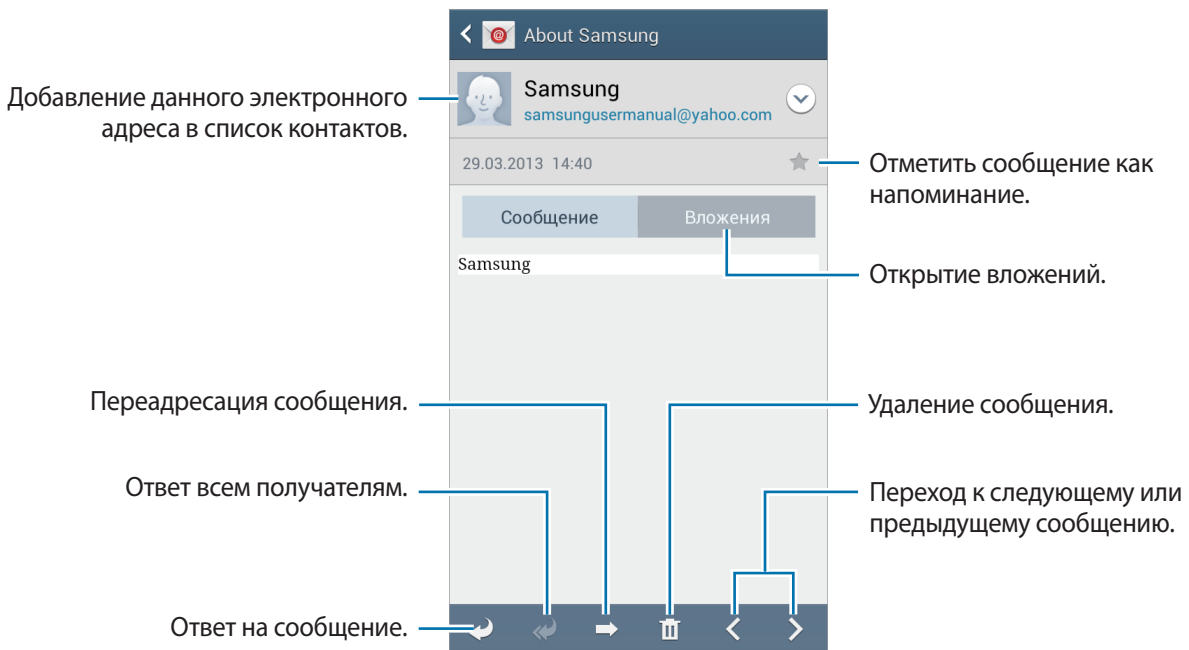 About Samsung
Добавление данного электронного
адреса в список контактов.
Samsung
samsungusermanual@yahoo.com
29.03.2013 14:40
Отметить сообщение как
напоминание.
Сообщение
Вложения
Samsung
Открытие вложений.
Переадресация сообщения.
Удаление сообщения.
Ответ всем получателям.
Переход к следующему или
предыдущему сообщению.
Ответ на сообщение.